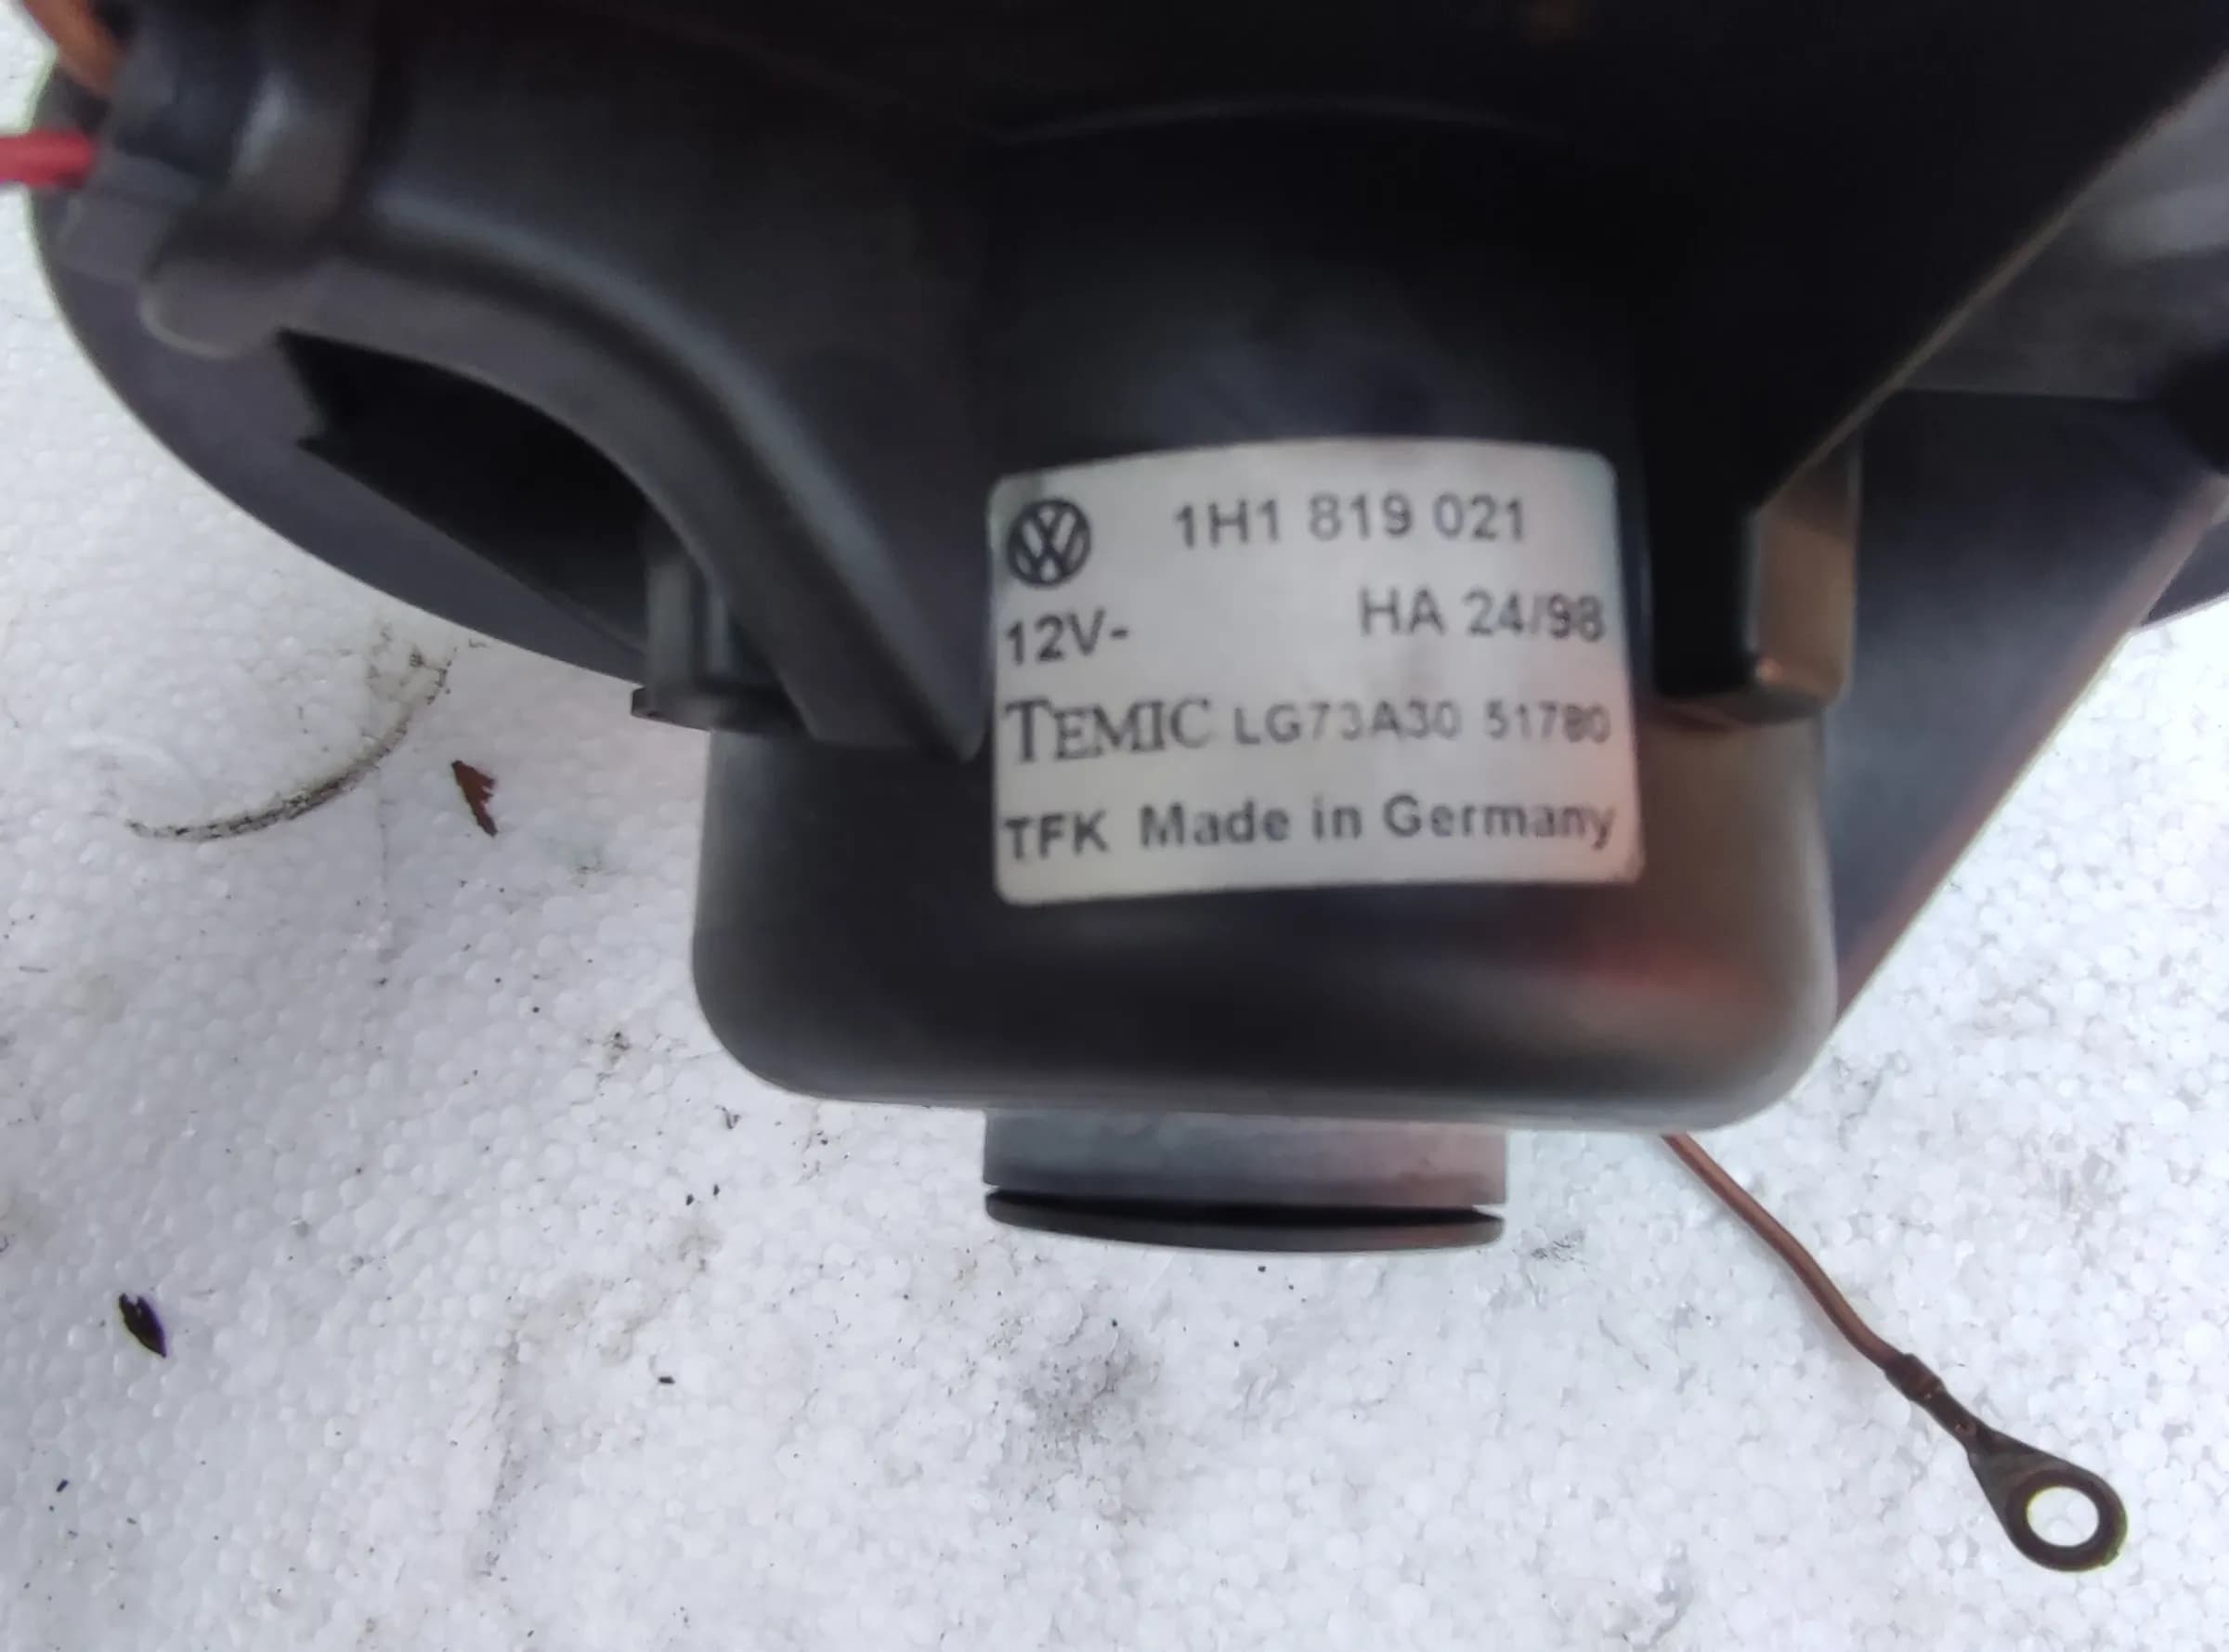 1H1 819 021
12V- HA 24/98
TEMIC LG73A30 51780
TFK Made in Germany